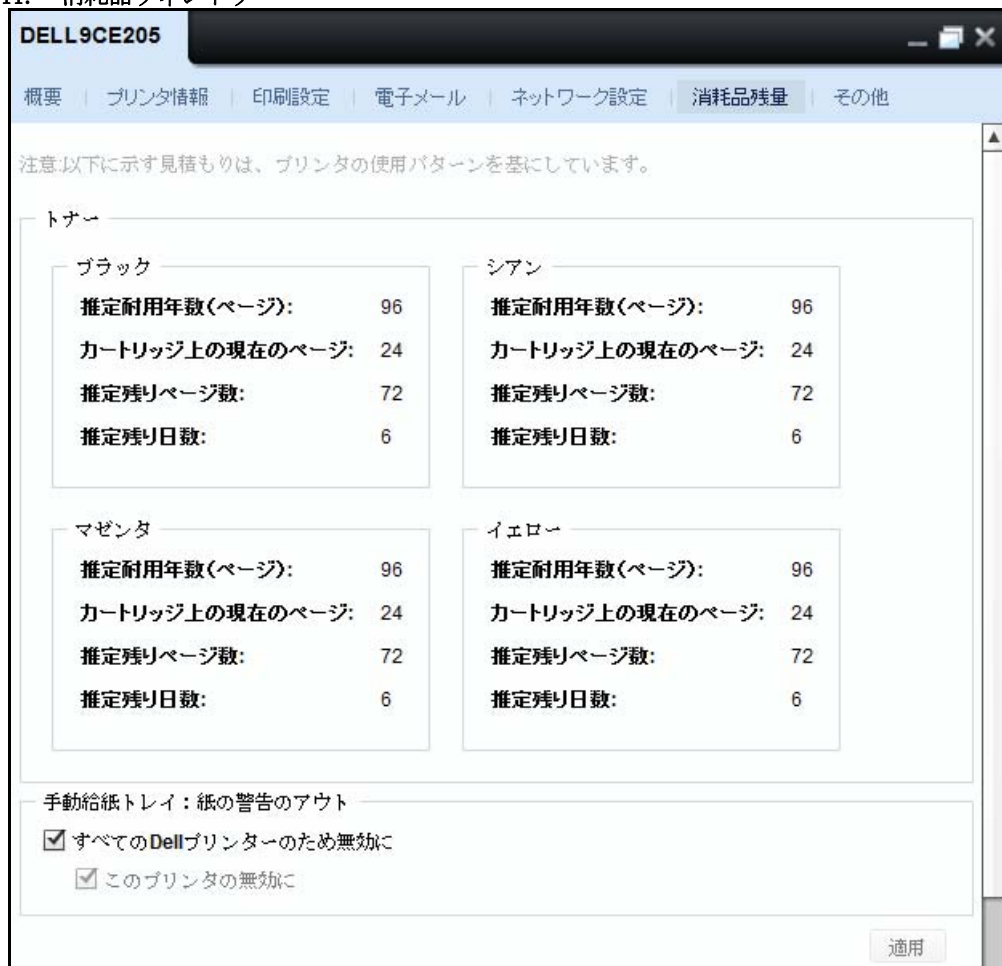 DELL9CE205
概要 | プリンタ情報 | 印刷設定 | 電子メール | ネットワーク設定 | 消耗品残量 | その他
注意:以下に示す見積もりは、プリンタの使用パターンを基にしています。
トナー
ブラック
推定耐用年数(ページ): 96
カートリッジ上の現在のページ: 24
推定残りページ数: 72
推定残り日数: 6
シアン
推定耐用年数(ページ): 96
カートリッジ上の現在のページ: 24
推定残りページ数: 72
推定残り日数: 6
マゼンタ
推定耐用年数(ページ): 96
カートリッジ上の現在のページ: 24
推定残りページ数: 72
推定残り日数: 6
イエロー
推定耐用年数(ページ): 96
カートリッジ上の現在のページ: 24
推定残りページ数: 72
推定残り日数: 6
手動給紙トレイ:紙の警告のアウト
すべてのDellプリンターのため無効に
このプリンタの無効に
適用